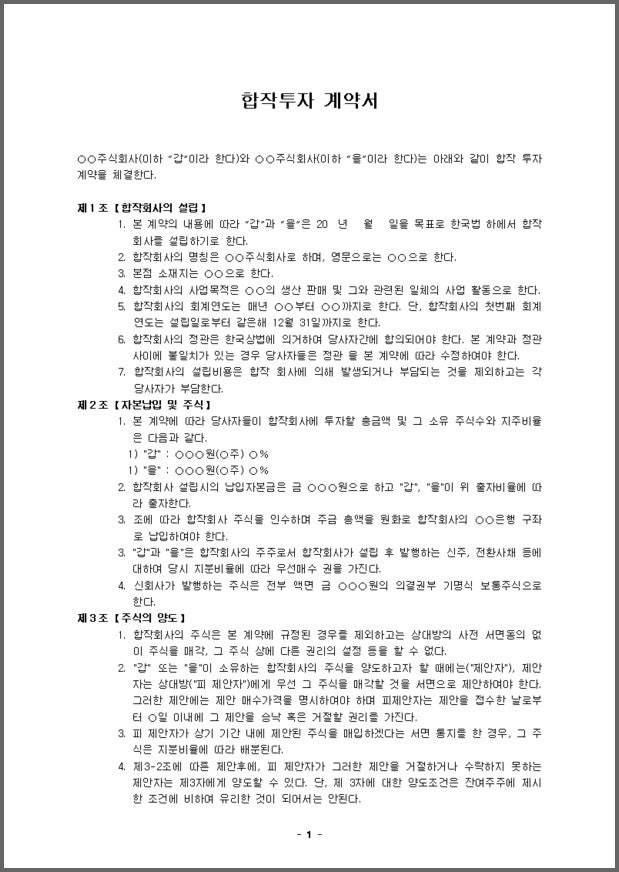 합작투자 계약서
○○주식회사(이하 "갑"이라 한다)와 ○○주식회사(이하 "을"이라 한다)는 아래와 같이 합작 투자
계약을 체결한다.
제1조【합작회사의 설립】
1. 본 계약의 내용에 따라 "갑"과 "을"은 20 년 월 일을 목표로 한국법 하에서 합작
회사를 설립하기로 한다.
2. 합작회사의 명칭은 ○○주식회사로 하며, 영문으로는 ○○으로 한다.
3. 본점 소재지는 ○○으로 한다.
4. 합작회사의 사업목적은 ○○의 생산 판매 및 그와 관련된 일체의 사업 활동으로 한다.
5. 합작회사의 회계연도는 매년 ○○부터 ○○까지로 한다. 단, 합작회사의 첫번째 회계
연도는 설립일로부터 같은해 12월 31일까지로 한다.
6. 합작회사의 정관은 한국상법에 의거하여 당사자간에 합의되어야 한다. 본 계약과 정관
사이에 불일치가 있는 경우 당사자들은 정관 을 본 계약에 따라 수정하여야 한다.
7. 합작회사의 설립비용은 합작 회사에 의해 발생되거나 부담되는 것을 제외하고는 각
당사자가 부담한다.
제2조【자본납입 및 주식】
1. 본 계약에 따라 당사자들이 합작회사에 투자할 총금액 및 그 소유 주식수와 지주비율
은 다음과 같다.
1) "갑" : ○○○원(○주) ○%
1) "을" : ○○○원(○주) ○%
2. 합작회사 설립시의 납입자본금은 금 ○○○원으로 하고 "갑", "을"이 위 출자비율에 따
라 출자한다.
3. 조에 따라 합작회사 주식을 인수하며 주금 총액을 원화로 합작회사의 ○○은행 구좌
로 납입하여야 한다.
3. "갑"과 "을"은 합작회사의 주주로서 합작회사가 설립 후 발행하는 신주, 전환사채 등에
대하여 당시 지분비율에 따라 우선매수 권을 가진다.
4. 신회사가 발행하는 주식은 전부 액면 금 ○○○원의 의결권부 기명식 보통주식으로
한다.
제3조【주식의 양도】
1. 합작회사의 주식은 본 계약에 규정된 경우를 제외하고는 상대방의 사전 서면동의 없
이 주식을 매각, 그 주식 상에 다른 권리의 설정 등을 할 수 없다.
2. "갑" 또는 "을"이 소유하는 합작회사의 주식을 양도하고자 할 때에는("제안자"), 제안
자는 상대방("피 제안자")에게 우선 그 주식을 매각할 것을 서면으로 제안하여야 한다.
그러한 제안에는 제안 매수가격을 명시하여야 하며 피제안자는 제안을 접수한 날로부
터 ○일 이내에 그 제안을 승낙 혹은 거절할 권리를 가진다.
3. 피 제안자가 상기 기간 내에 제안된 주식을 매입하겠다는 서면 통지를 한 경우, 그 주
식은 지분비율에 따라 배분된다.
4. 제3-2조에 따른 제안후에, 피 제안자가 그러한 제안을 거절하거나 수락하지 못하는
제안자는 제3자에게 양도할 수 있다. 단, 제 3자에 대한 양도조건은 잔여주주에 제시
한 조건에 비하여 유리한 것이 되어서는 안된다.
- 1 -